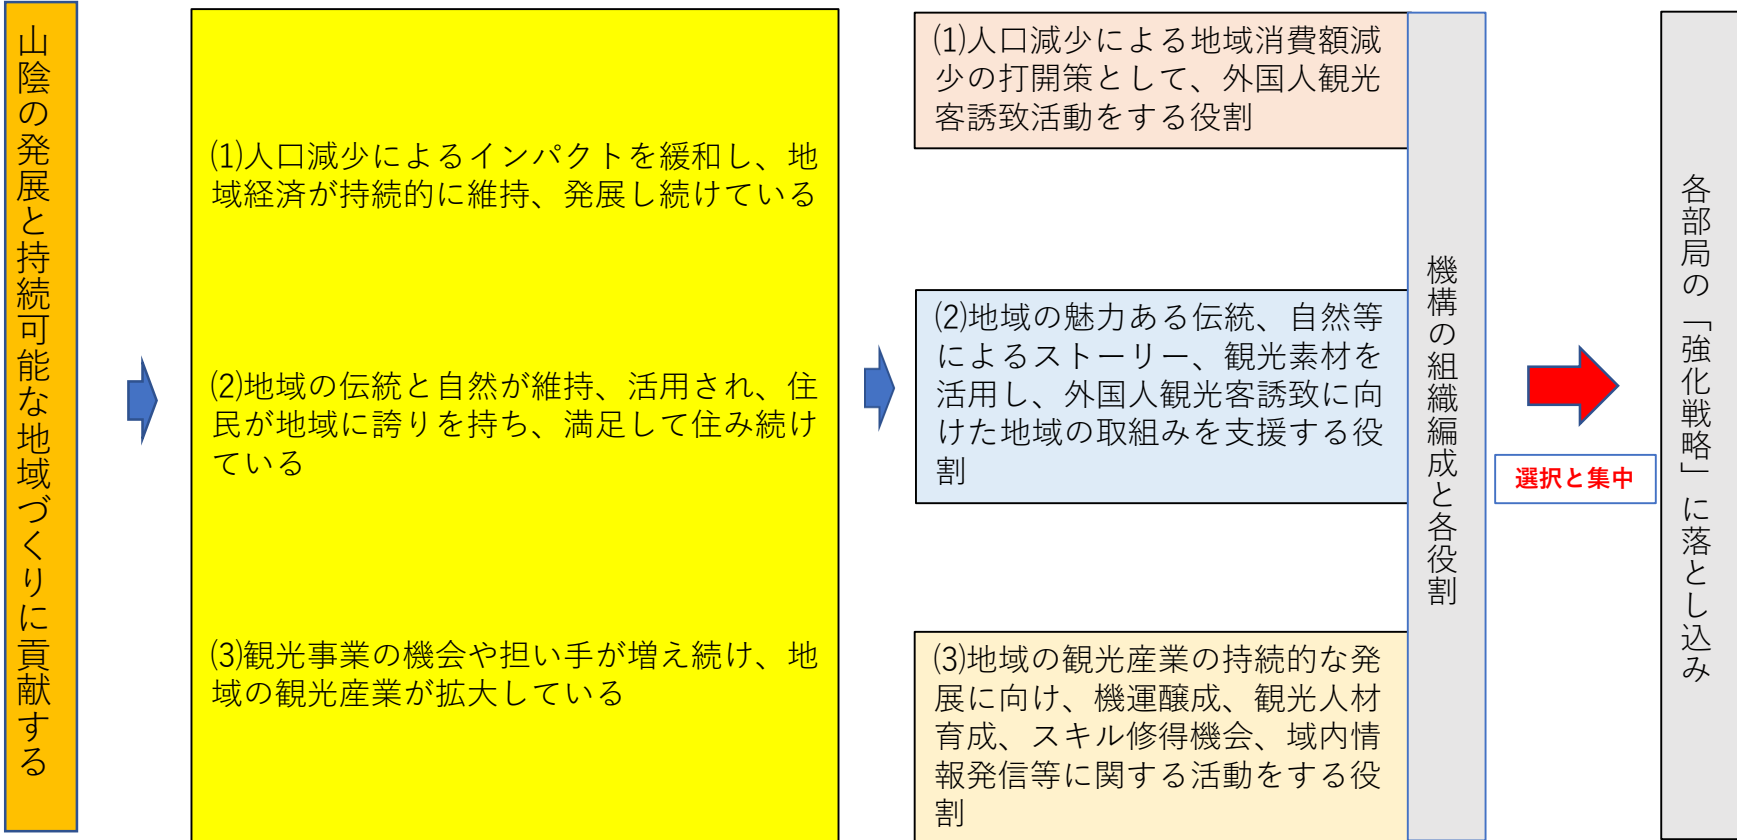 山陰の発展と持続可能な地域づくりに貢献する
⑴人口減少によるインパクトを緩和し、地
域経済が持続的に維持、発展し続けている
⑵地域の伝統と自然が維持、活用され、住
民が地域に誇りを持ち、満足して住み続け
ている
⑶観光事業の機会や担い手が増え続け、地
域の観光産業が拡大している
⑴人口減少による地域消費額減
少の打開策として、外国人観光
客誘致活動をする役割
⑵地域の魅力ある伝統、自然等
によるストーリー、観光素材を
活用し、外国人観光客誘致に向
けた地域の取組みを支援する役
割
⑶地域の観光産業の持続的な発
展に向け、機運醸成、観光人材
育成、スキル修得機会、域内情
報発信等に関する活動をする役
割
機構の組織編成と各役割
選択と集中
各部局の「強化戦略」に落とし込み